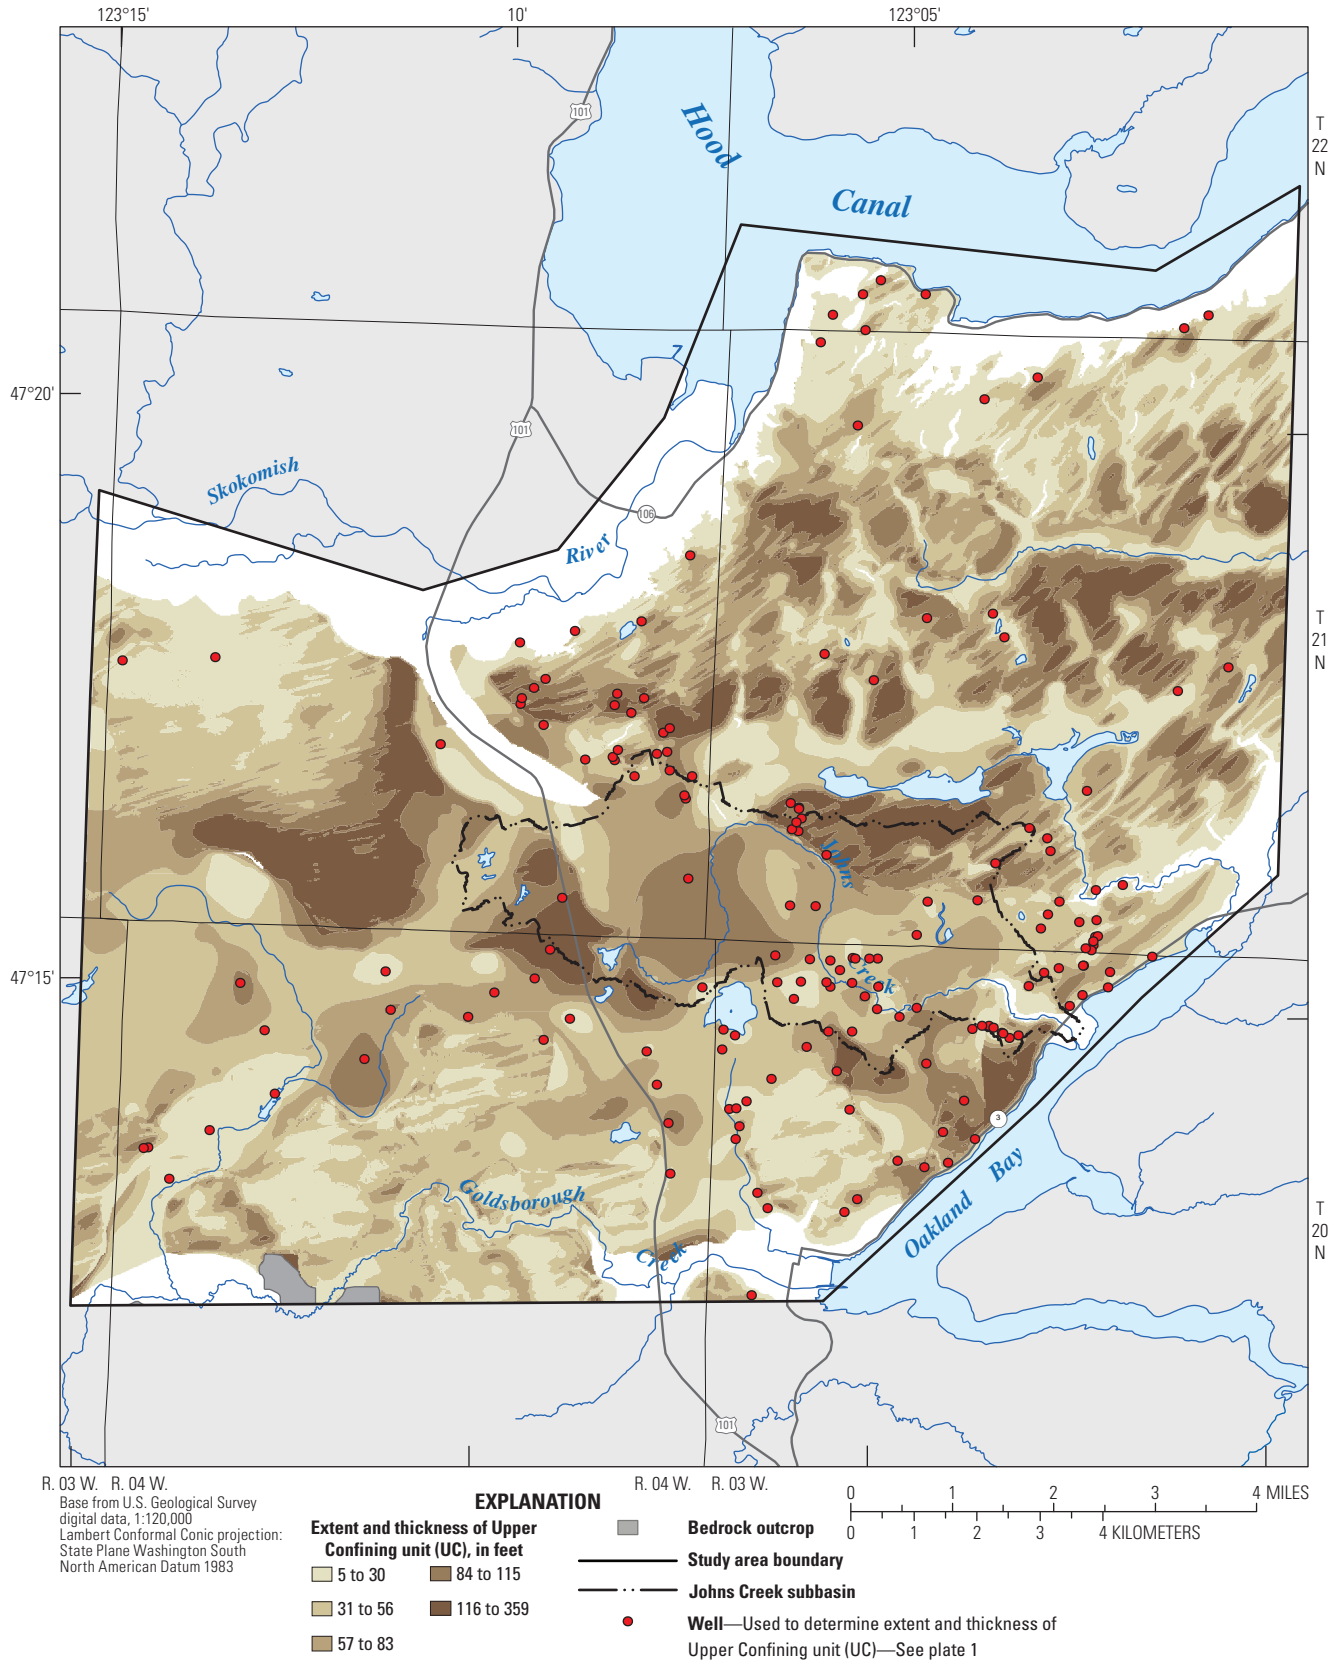 123°15'
10'
123°05'
101
Hood
T
22
N
Canal
7
47°20'
101
Skokomish
106
River
T
21
N
Johns
Creek
47°15'
3
Bay
Oakland
Goldsborough
Creek
T
20
N
101
R. 03 W. R. 04 W.
R. 04 W. R. 03 W.
Base from U.S. Geological Survey
digital data, 1:120,000
Lambert Conformal Conic projection:
State Plane Washington South
North American Datum 1983
EXPLANATION
Extent and thickness of Upper
Confining unit (UC), in feet
5 to 30
31 to 56
57 to 83
84 to 115
116 to 359
Bedrock outcrop
Study area boundary
Johns Creek subbasin
Well—Used to determine extent and thickness of
Upper Confining unit (UC)—See plate 1
0 1 2 3 4 MILES
0 1 2 3 4 KILOMETERS